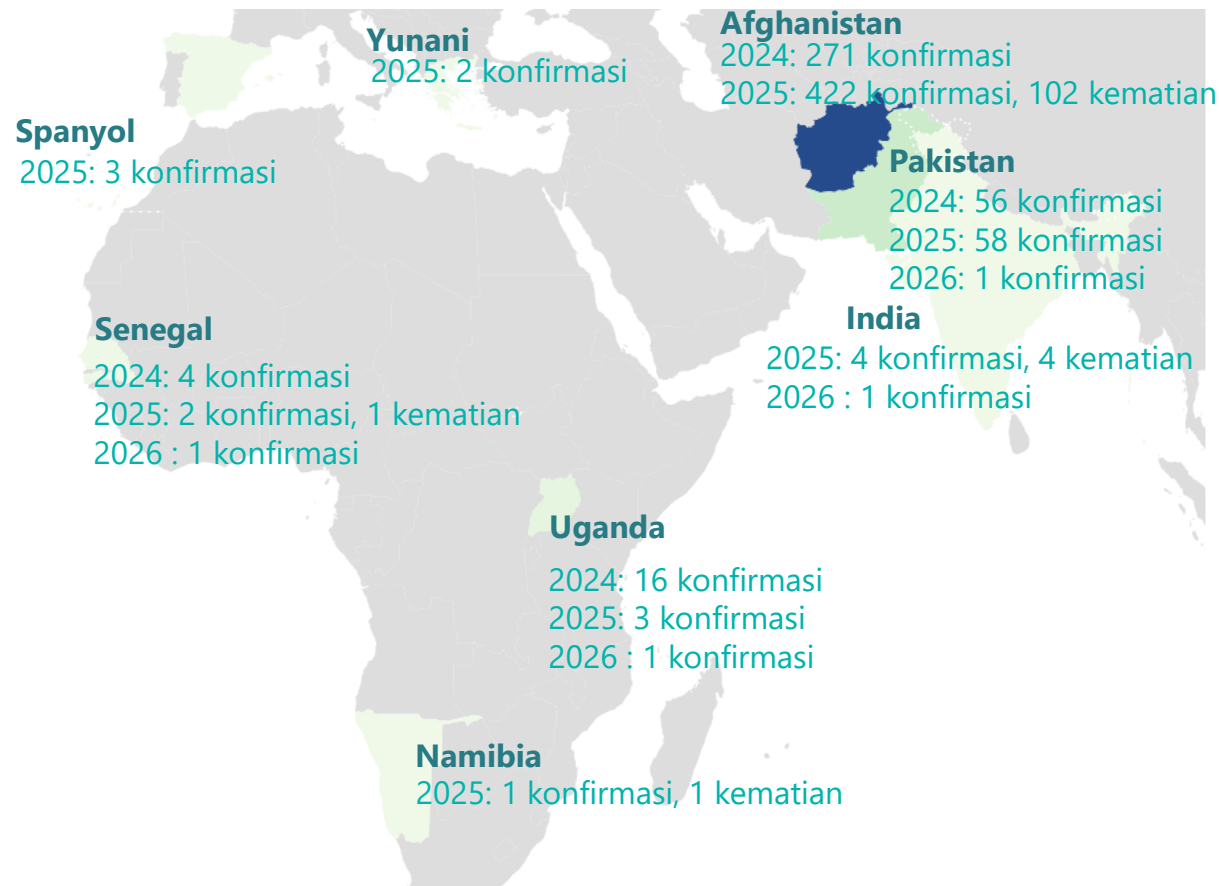 Yunani
2025: 2 konfirmasi
Afghanistan
2024: 271 konfirmasi
2025: 422 konfirmasi, 102 kematian
Spanyol
2025: 3 konfirmasi
Pakistan
2024: 56 konfirmasi
2025: 58 konfirmasi
2026: 1 konfirmasi
India
2025: 4 konfirmasi, 4 kematian
2026 : 1 konfirmasi
Senegal
2024: 4 konfirmasi
2025: 2 konfirmasi, 1 kematian
2026 : 1 konfirmasi
Uganda
2024: 16 konfirmasi
2025: 3 konfirmasi
2026 : 1 konfirmasi
Namibia
2025: 1 konfirmasi, 1 kematian